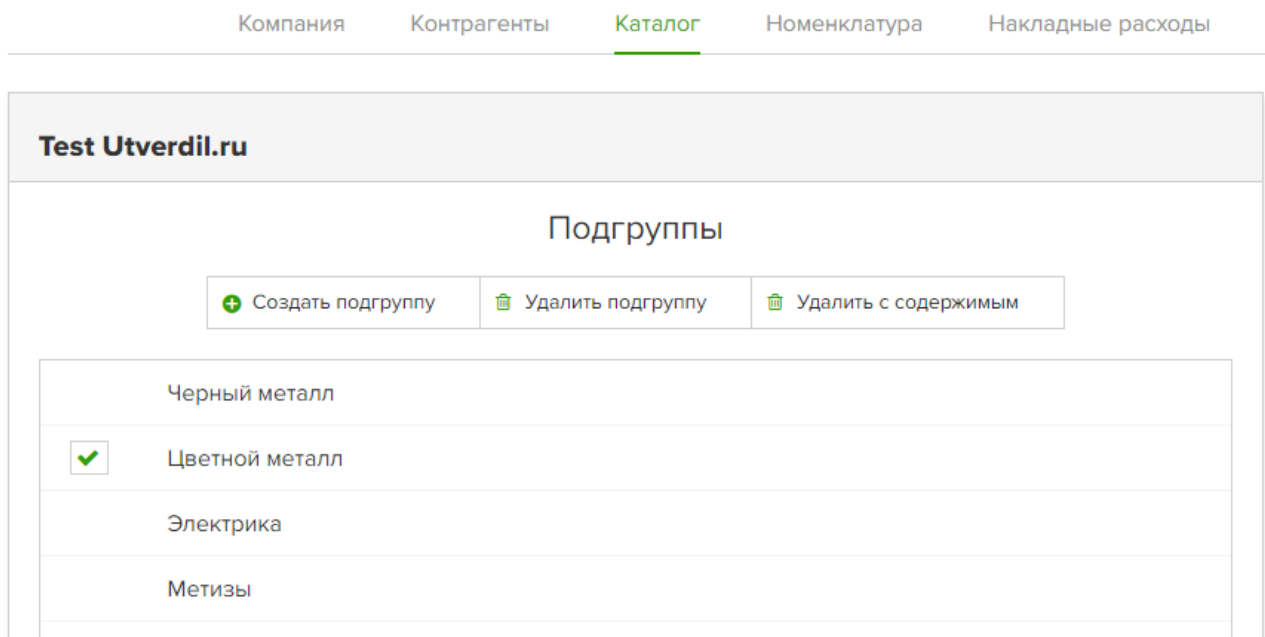 Компания Контрагенты Каталог Номенклатура Накладные расходы
Test Utverdil.ru
Подгруппы
Создать подгруппу Удалить подгруппу Удалить с содержимым
Черный металл
Цветной металл
Электрика
Метизы